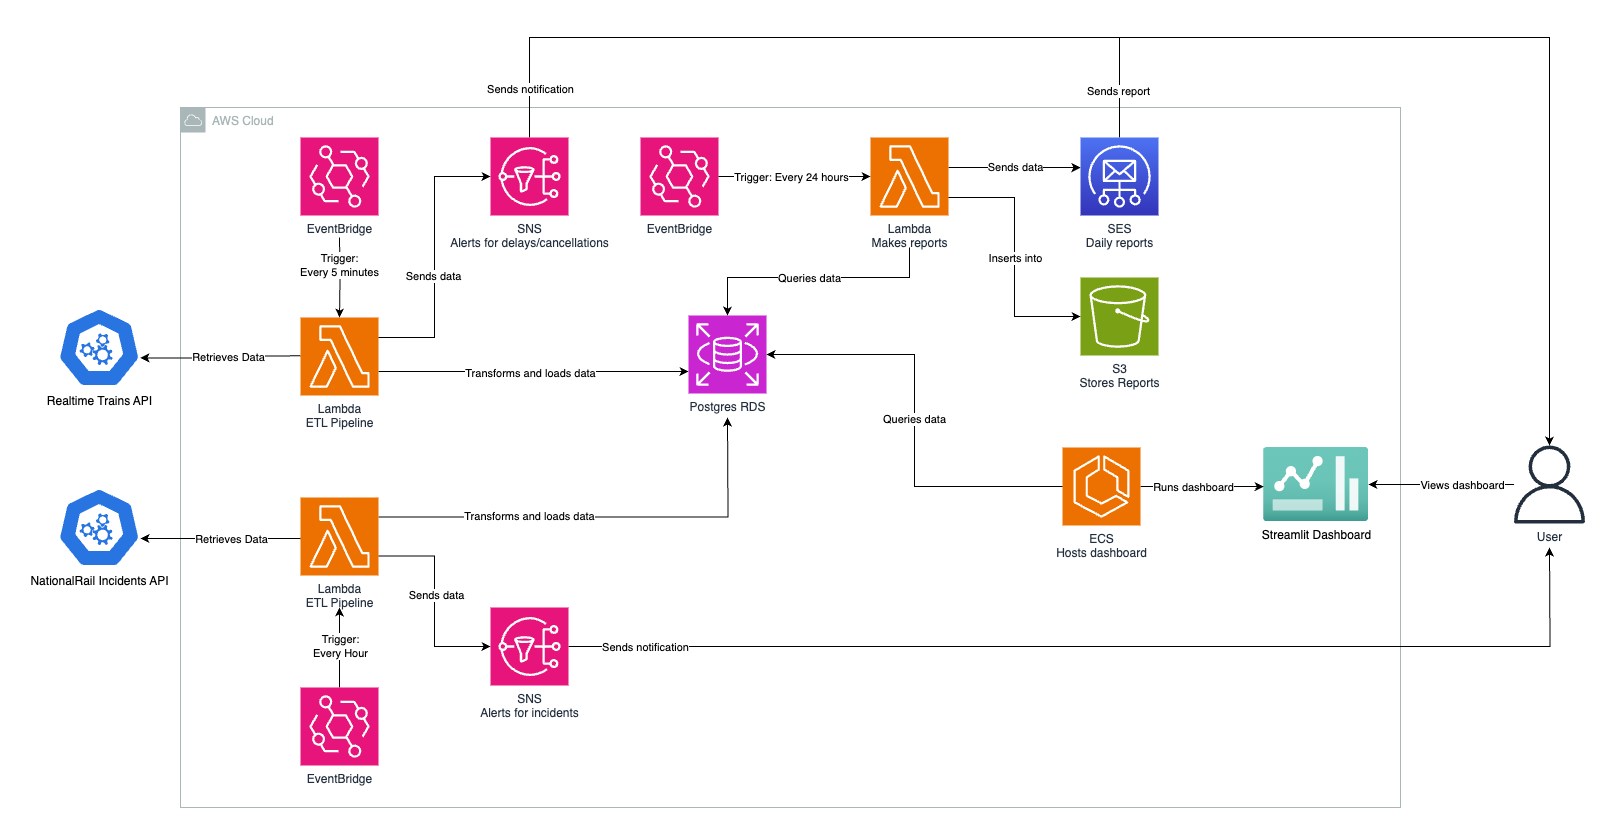 Sends notification
Sends report
AWS Cloud
EventBridge
SNS
Alerts for delays/cancellations
EventBridge
Trigger: Every 24 hours
Lambda
Makes reports
Sends data
SES
Daily reports
Trigger:
Every 5 minutes
Sends data
Queries data
Inserts into
Realtime Trains API
Retrieves Data
Lambda
ETL Pipeline
Transforms and loads data
Postgres RDS
S3
Stores Reports
Queries data
ECS
Hosts dashboard
Runs dashboard
Streamlit Dashboard
Views dashboard
User
NationalRail Incidents API
Retrieves Data
Transforms and loads data
Lambda
ETL Pipeline
Sends data
Trigger:
Every Hour
SNS
Alerts for incidents
Sends notification
EventBridge